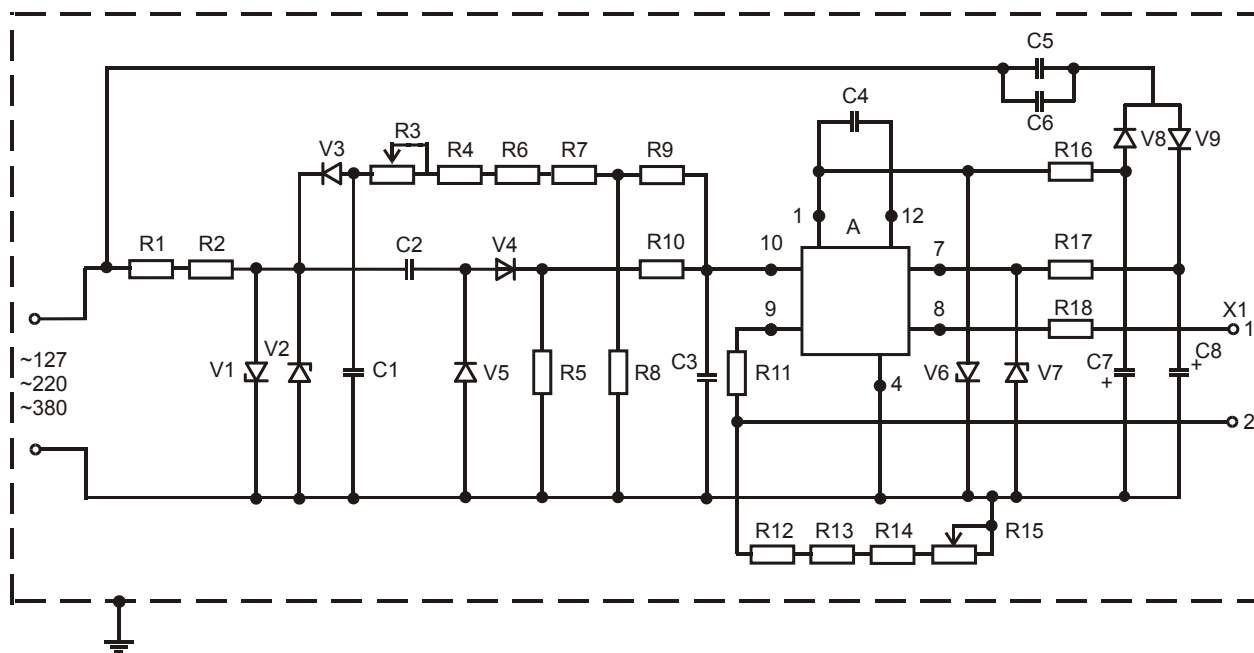 C5
C6
C4
V8
V9
V3
R3
R4
R6
R7
R9
R16
1
12
A
R1
R2
C2
V4
R10
10
7
R17
9
8
R18
X1
1
~127
~220
~380
V1
V2
C1
V5
R5
R8
C3
R11
4
V6
V7
C7
+
C8
+
2
R12
R13
R14
R15